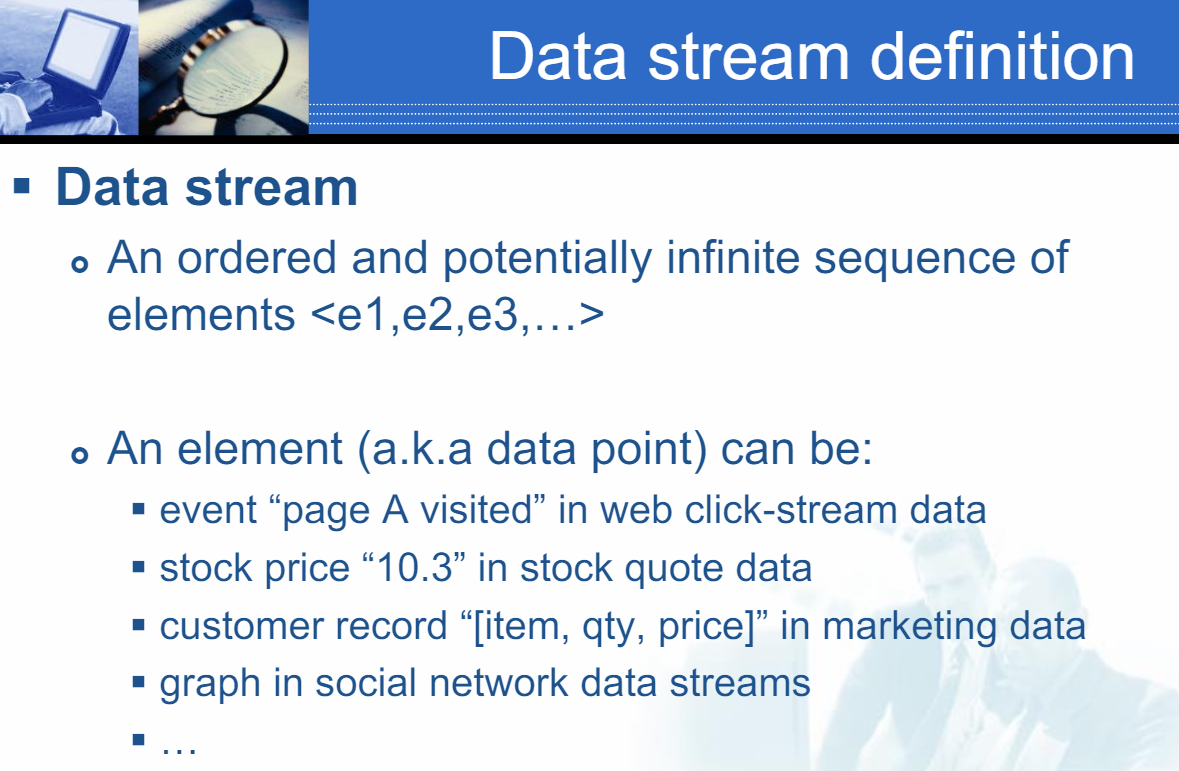 Data stream definition
▪ Data stream
An ordered and potentially infinite sequence of
elements <e1,e2,e3,…>
An element (a.k.a data point) can be:
▪ event “page A visited” in web click-stream data
▪ stock price “10.3” in stock quote data
▪ customer record “[item, qty, price]” in marketing data
▪ graph in social network data streams
▪ …